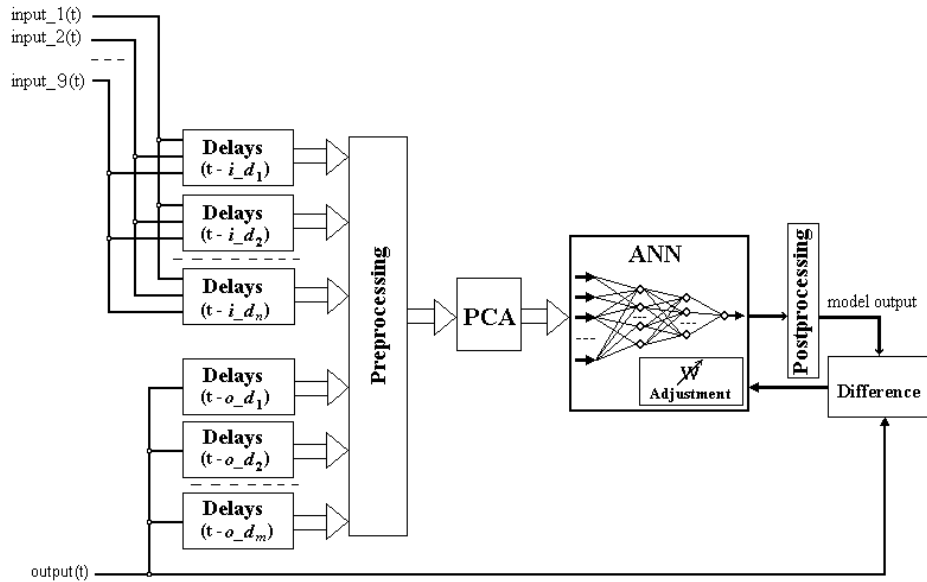 input_1(t)
input_2(t)
input_9(t)
Delays
(t - i_d1)
Delays
(t - i_d2)
Delays
(t - i_dn)
Delays
(t - o_d1)
Delays
(t - o_d2)
Delays
(t - o_dm)
output(t)
Preprocessing
PCA
ANN
W
Adjustment
Postprocessing
model output
Difference